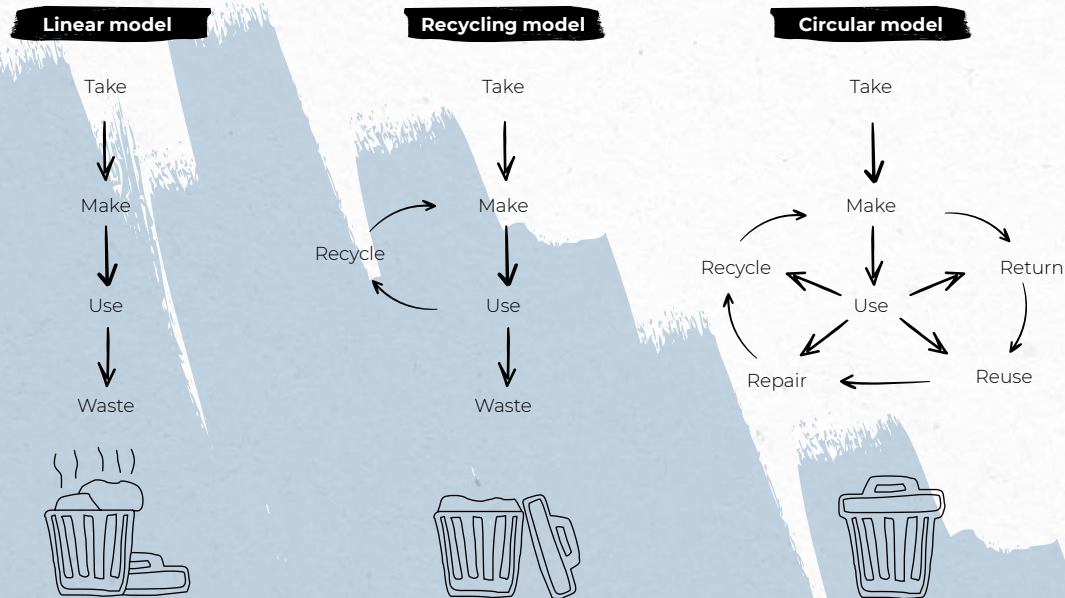 Linear model
Take
Make
Use
Waste
Recycling model
Take
Make
Recycle
Use
Waste
Circular model
Take
Make
Recycle
Return
Use
Repair
Reuse